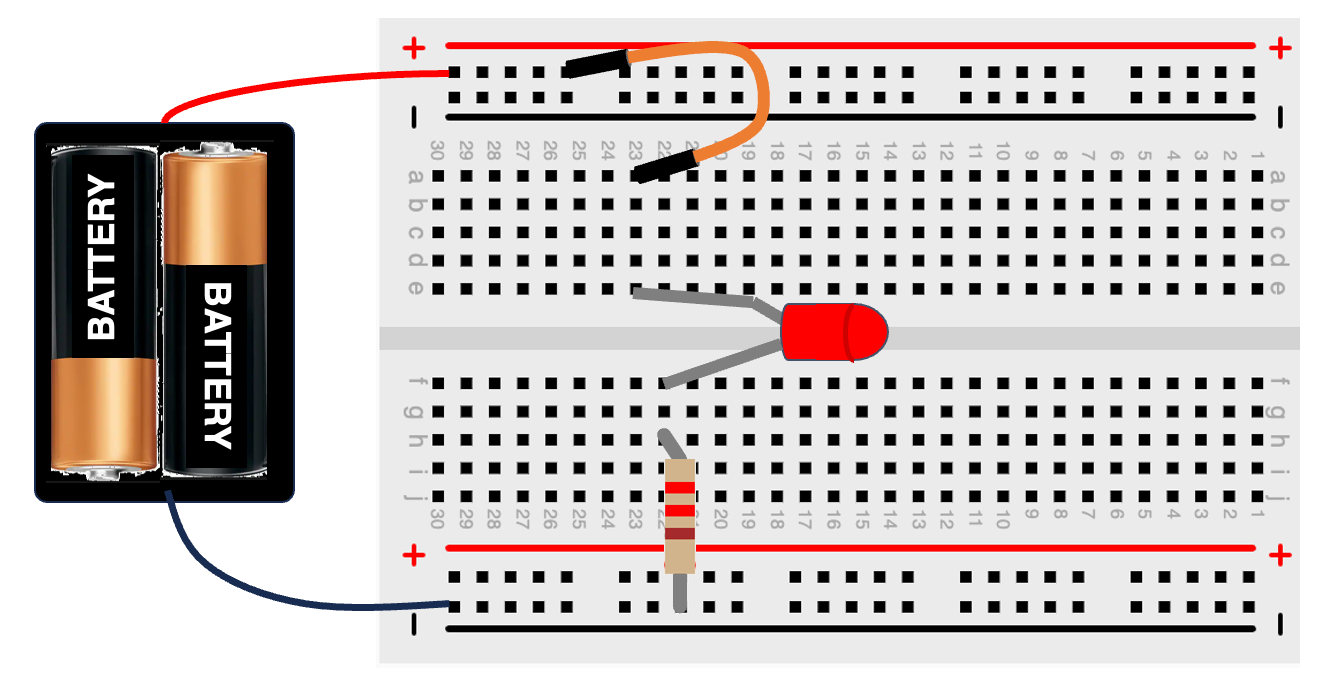 + +
30 29 28 27 26 25 24 23 22 20 19 18 17 16 15 14 13 12 11 10 9 8 7 6 5 4 3 2 1
a a
b b
c c
d d
e e
BATTERY
BATTERY
f f
g g
h h
i i
j j
30 29 28 27 26 25 24 23 22 21 20 19 18 17 16 15 14 13 12 11 10 9 8 7 6 5 4 3 2 1
+ +